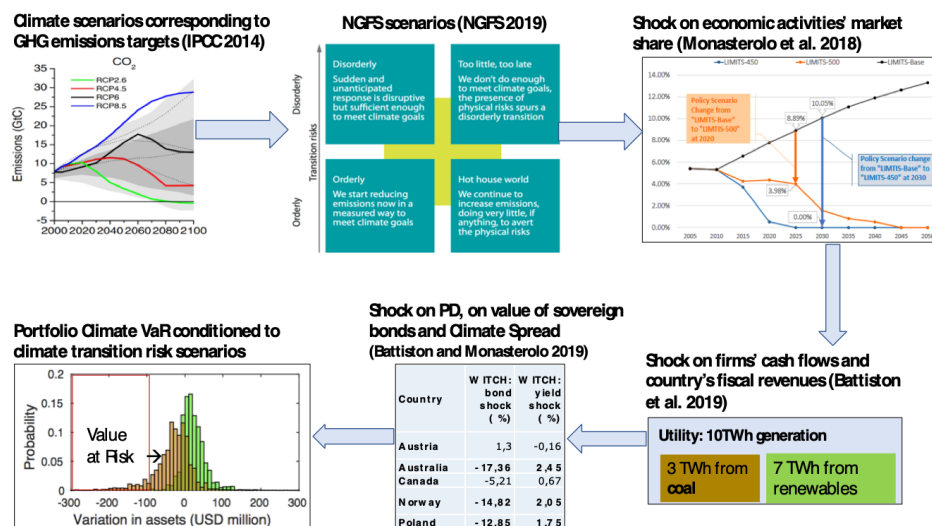 Climate scenarios corresponding to
GHG emissions targets (IPCC 2014)
CO2
35
30
25
20
15
10
5
0
-5
Emissions (GtC)
RCP2.6
RCP4.5
RCP6
RCP8.5
2000 2020 2040 2060 2080 2100
NGFS scenarios (NGFS 2019)
Disorderly
Transition risks
Orderly
Disorderly
Sudden and
unanticipated
response is disruptive
but sufficient enough
to meet climate goals
Too little, too late
We don't do enough
to meet climate goals,
the presence of
physical risks spurs a
disorderly transition
Orderly
We start reducing
emissions now in a
measured way to
meet climate goals
Hot house world
We continue to
increase emissions,
doing very little, if
anything, to avert
the physical risks
Shock on economic activities' market
share (Monasterolo et al. 2018)
LIMITS-450 LIMITS-500 LIMITS-Base
14.00%
12.00%
10.00%
8.00%
6.00%
4.00%
2.00%
0.00%
Policy Scenario
change from
"LIMITS-Base"
to "LIMITS-500"
at 2020
8.89%
10.05%
3.98%
0.00%
Policy Scenario change
from "LIMTIS-Base" to
"LIMITS-450" at 2030
2005 2010 2015 2020 2025 2030 2035 2040 2045 2050
Shock on firms' cash flows and
country's fiscal revenues (Battiston
et al. 2019)
Utility: 10TWh generation
3 TWh from
coal
7 TWh from
renewables
Shock on PD, on value of sovereign
bonds and Climate Spread
(Battiston and Monasterolo 2019)
Country
WITCH:
bond
shock
(%)
WITCH:
yield
shock
(%)
Austria 1,3 -0,16
Australia -17,36 2,45
Canada -5,21 0,67
Norway -14,82 2,05
Poland -12,85 1,75
Portfolio Climate VaR conditioned to
climate transition risk scenarios
0.2
0.15
0.1
0.05
0
Probability
Value
at Risk
-300 -200 -100 0 100 200 300
Variation in assets (USD million)